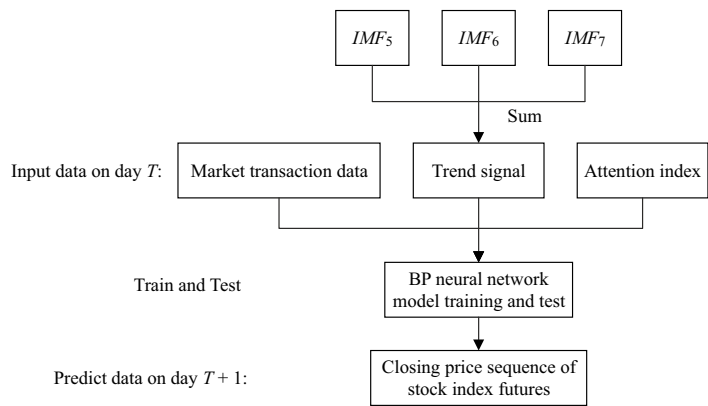 IMF5 IMF6 IMF7
Sum
Input data on day T: Market transaction data Trend signal Attention index
Train and Test
BP neural network
model training and test
Predict data on day T + 1:
Closing price sequence of
stock index futures